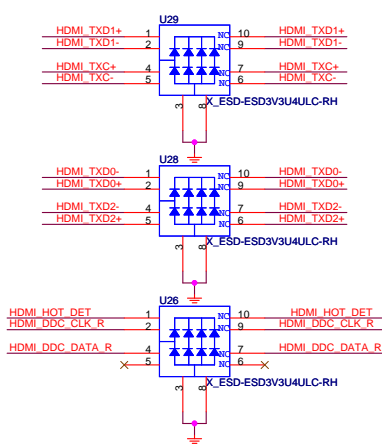 U29
HDMI_TXD1+ 1 NC 10 HDMI_TXD1+
HDMI_TXD1- 2 NC 9 HDMI_TXD1-
HDMI_TXC+ 4 NC 7 HDMI_TXC+
HDMI_TXC- 5 NC 6 HDMI_TXC-
3 8 X_ESD-ESD3V3U4ULC-RH
U28
HDMI_TXD0- 1 NC 10 HDMI_TXD0-
HDMI_TXD0+ 2 NC 9 HDMI_TXD0+
HDMI_TXD2- 4 NC 7 HDMI_TXD2-
HDMI_TXD2+ 5 NC 6 HDMI_TXD2+
3 8 X_ESD-ESD3V3U4ULC-RH
U26
HDMI_HOT_DET 1 NC 10 HDMI_HOT_DET
HDMI_DDC_CLK_R 2 NC 9 HDMI_DDC_CLK_R
HDMI_DDC_DATA_R 4 NC 7 HDMI_DDC_DATA_R
5 NC 6
3 8 X_ESD-ESD3V3U4ULC-RH